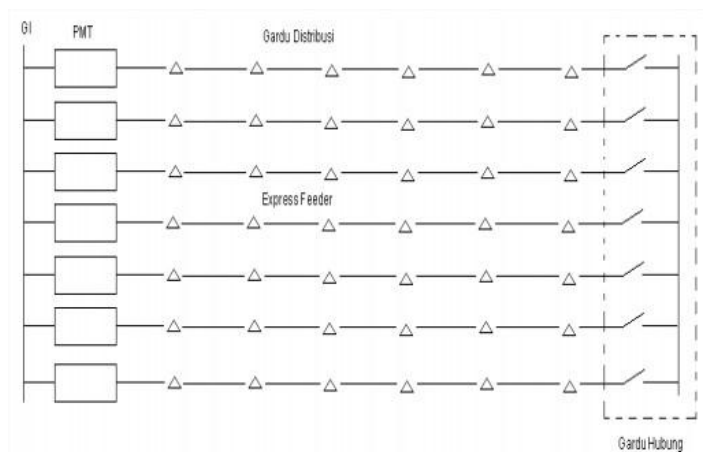 GI
PMT
Gardu Distribusi
Express Feeder
Gardu Hubung